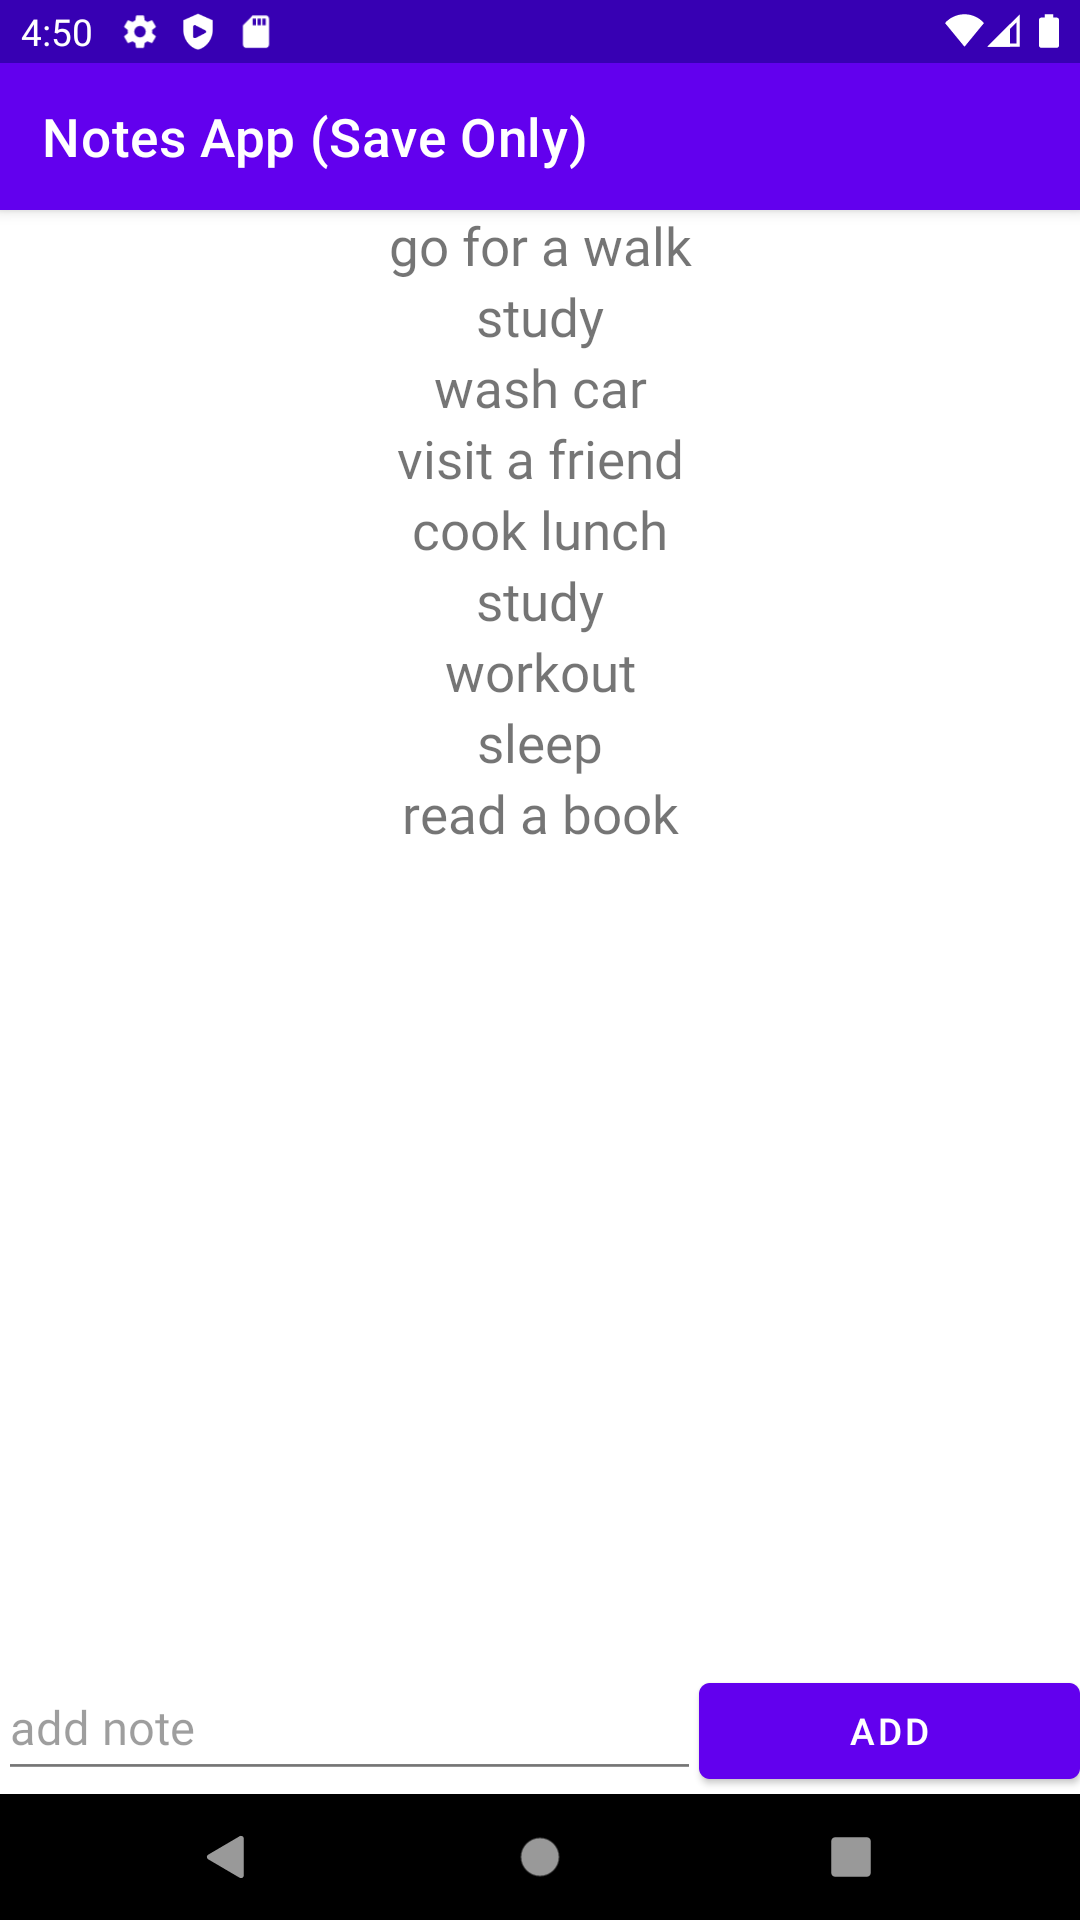 4:50
Notes App (Save Only)
go for a walk
study
wash car
visit a friend
cook lunch
study
workout
sleep
read a book
add note
ADD